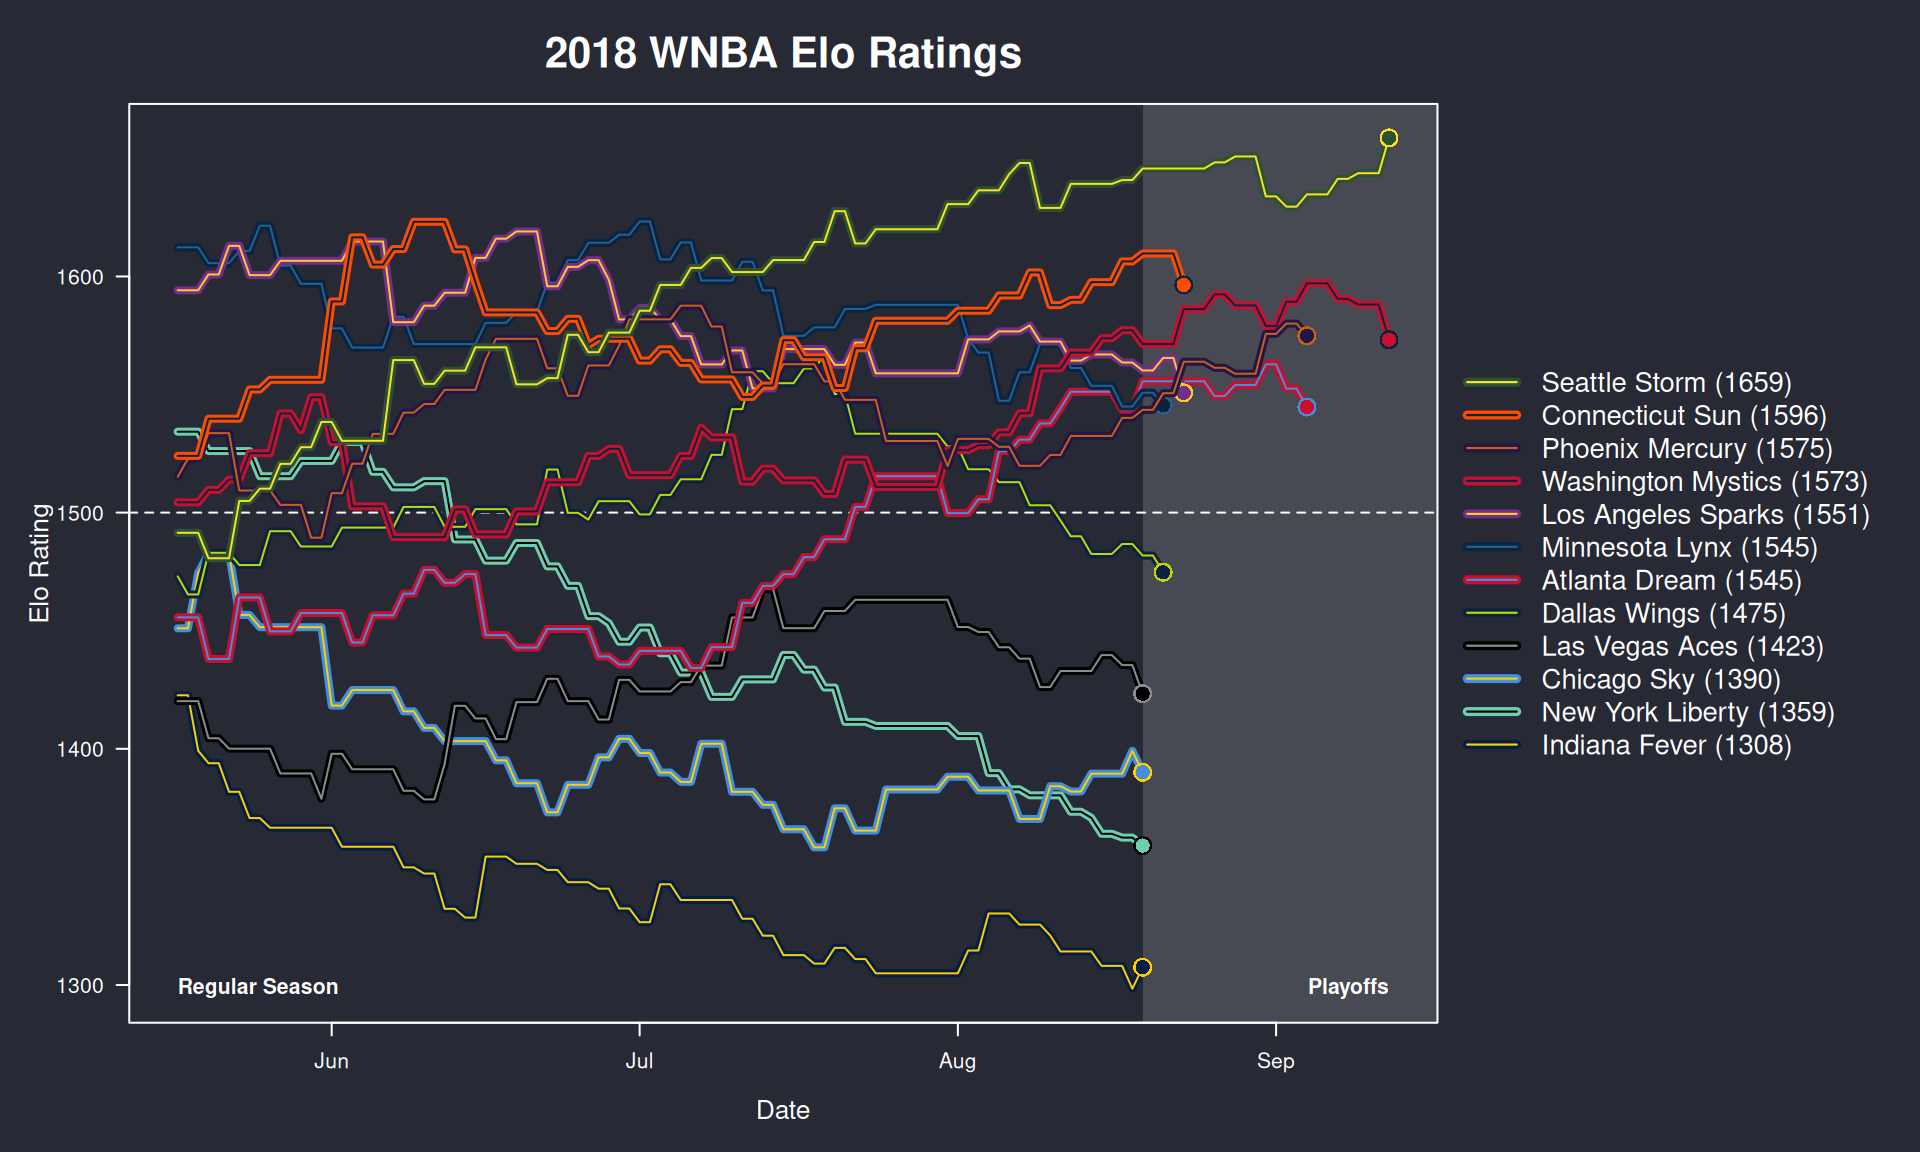 2018 WNBA Elo Ratings
Elo Rating
1600
1500
1400
1300
Regular Season
Playoffs
Jun
Jul
Aug
Sep
Date
Seattle Storm (1659)
Connecticut Sun (1596)
Phoenix Mercury (1575)
Washington Mystics (1573)
Los Angeles Sparks (1551)
Minnesota Lynx (1545)
Atlanta Dream (1545)
Dallas Wings (1475)
Las Vegas Aces (1423)
Chicago Sky (1390)
New York Liberty (1359)
Indiana Fever (1308)